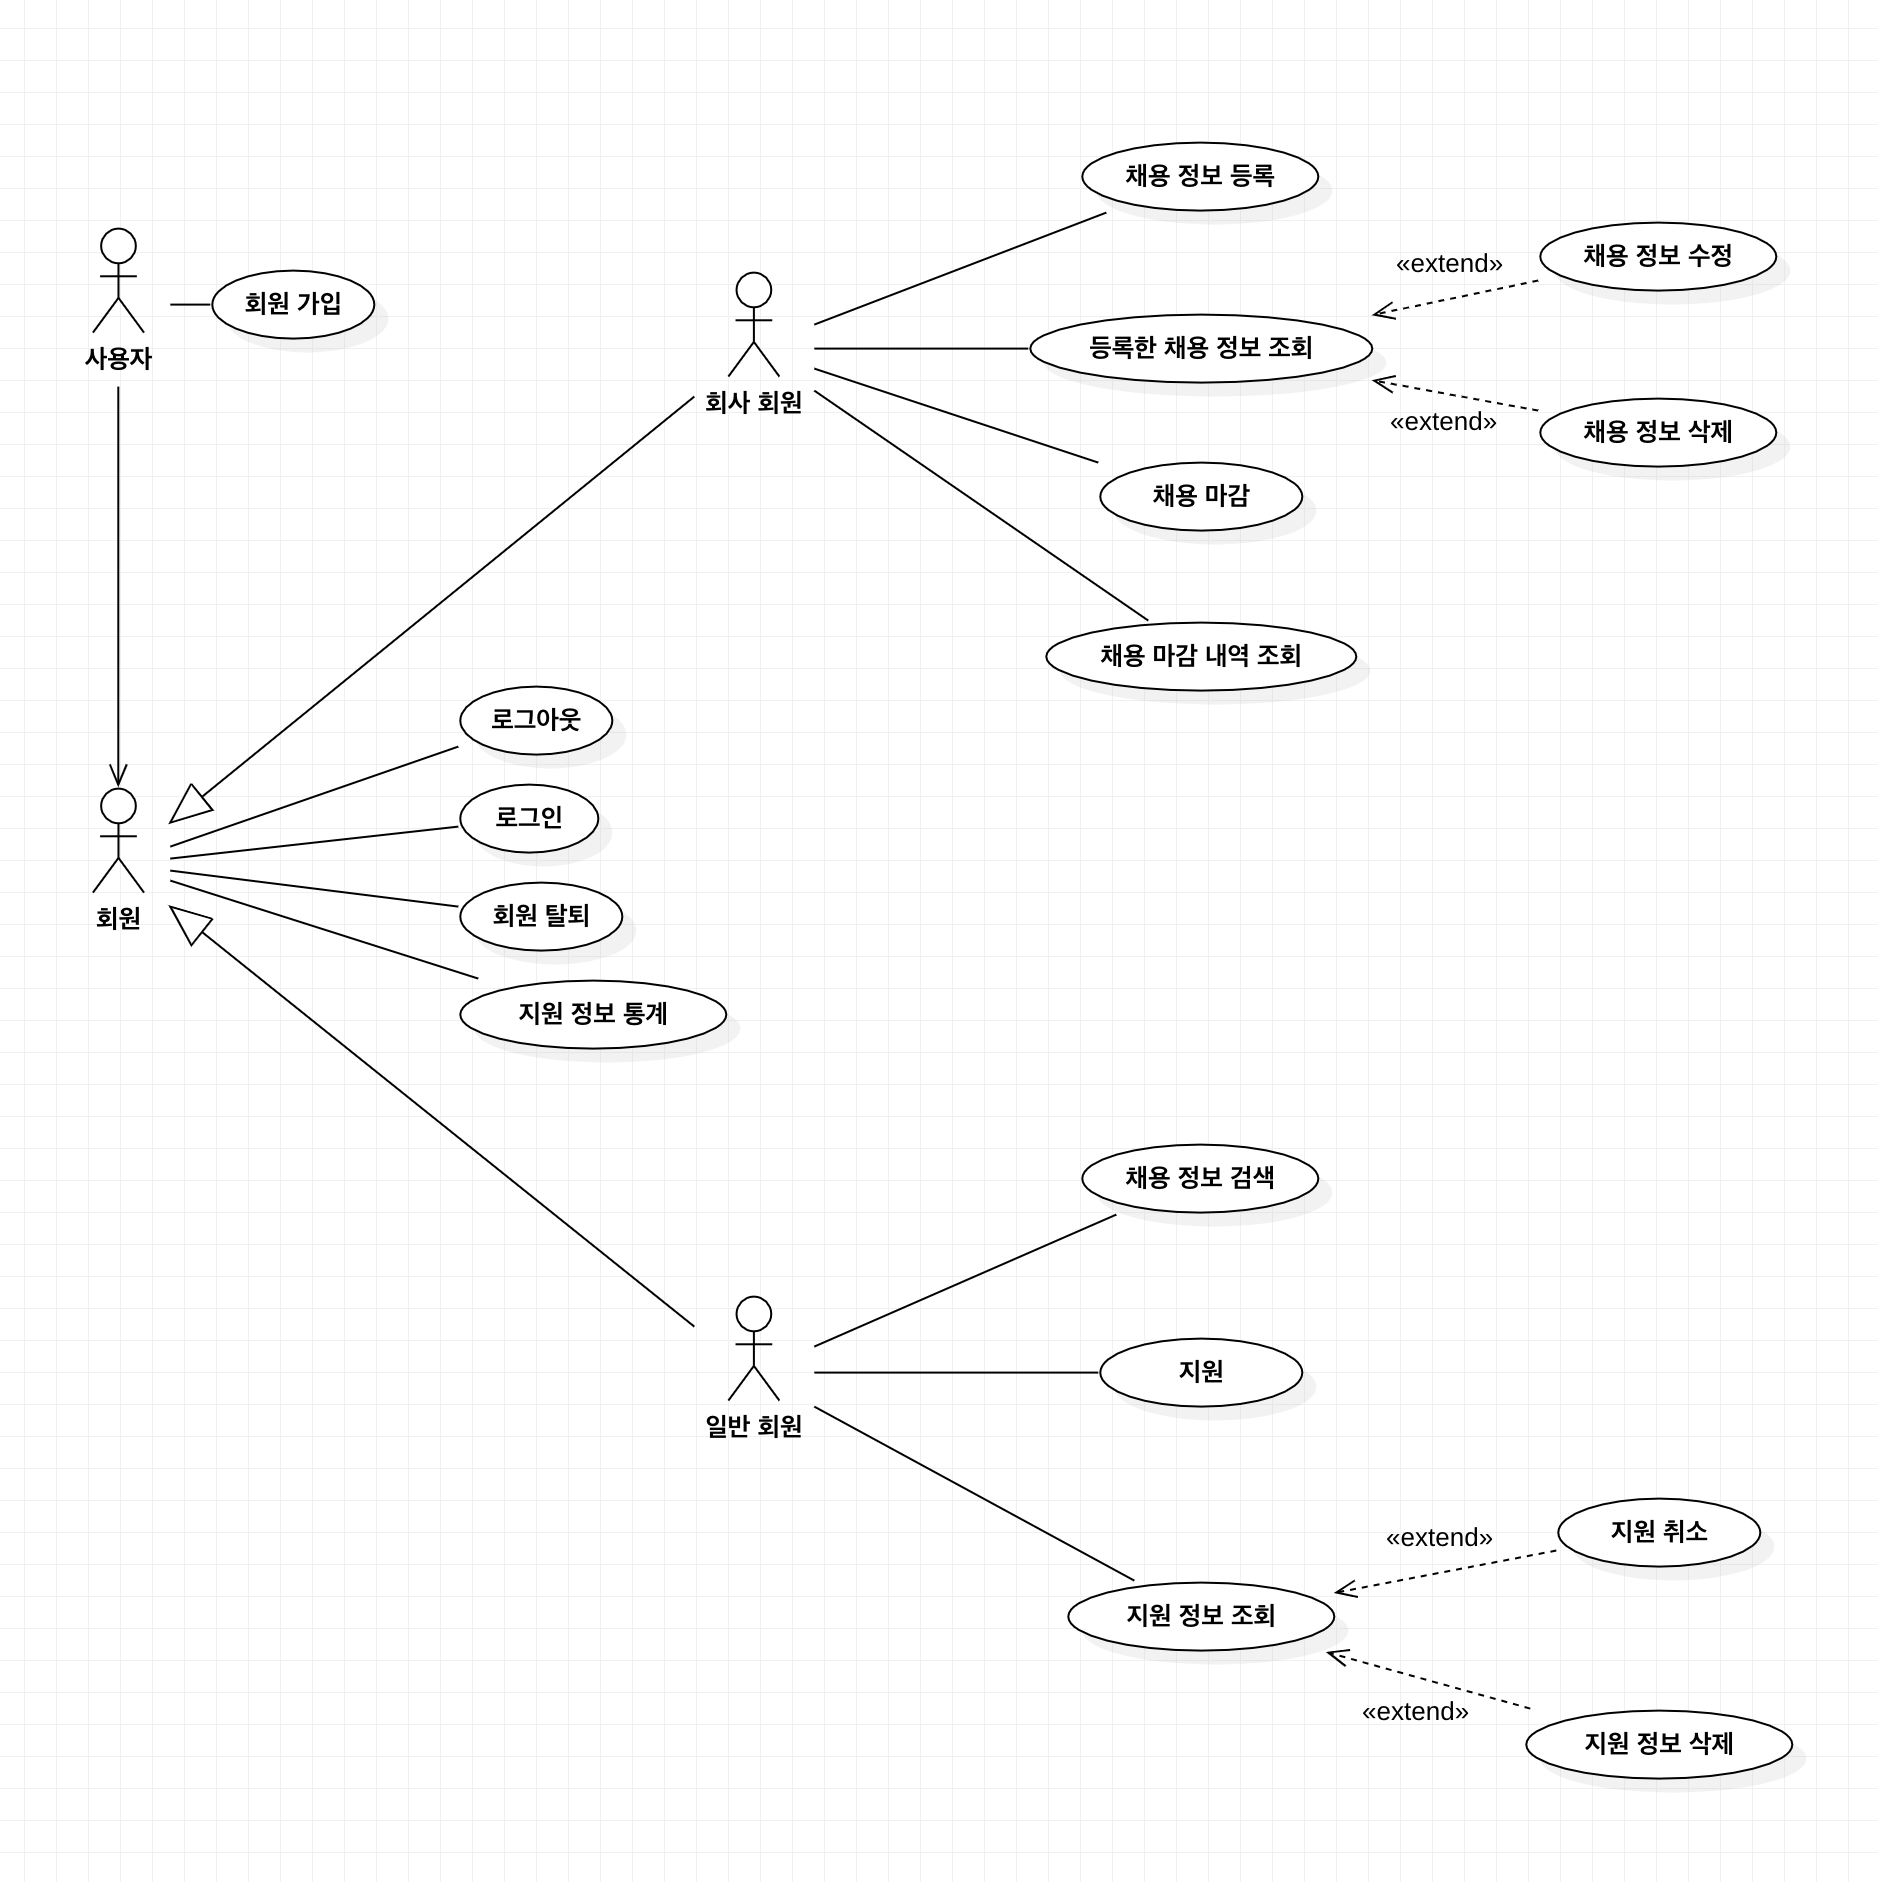 채용 정보 등록
채용 정보 수정
«extend»
회원 가입
사용자
등록한 채용 정보 조회
회사 회원
«extend»
채용 정보 삭제
채용 마감
채용 마감 내역 조회
로그아웃
로그인
회원 탈퇴
회원
지원 정보 통계
채용 정보 검색
지원
일반 회원
«extend»
지원 취소
지원 정보 조회
«extend»
지원 정보 삭제